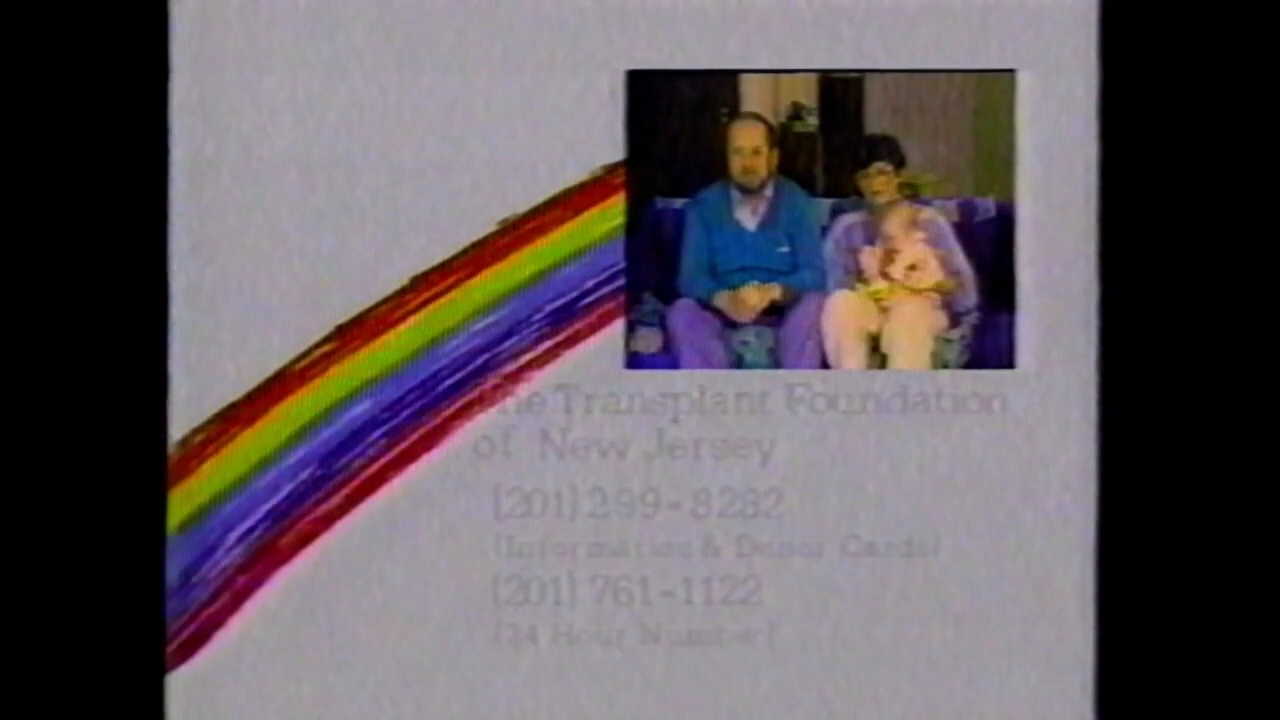 The Transplant Foundation
of New Jersey
(201) 299-8282
(Information & Donor Cards)
(201) 761-1122
(24 Hour Number)